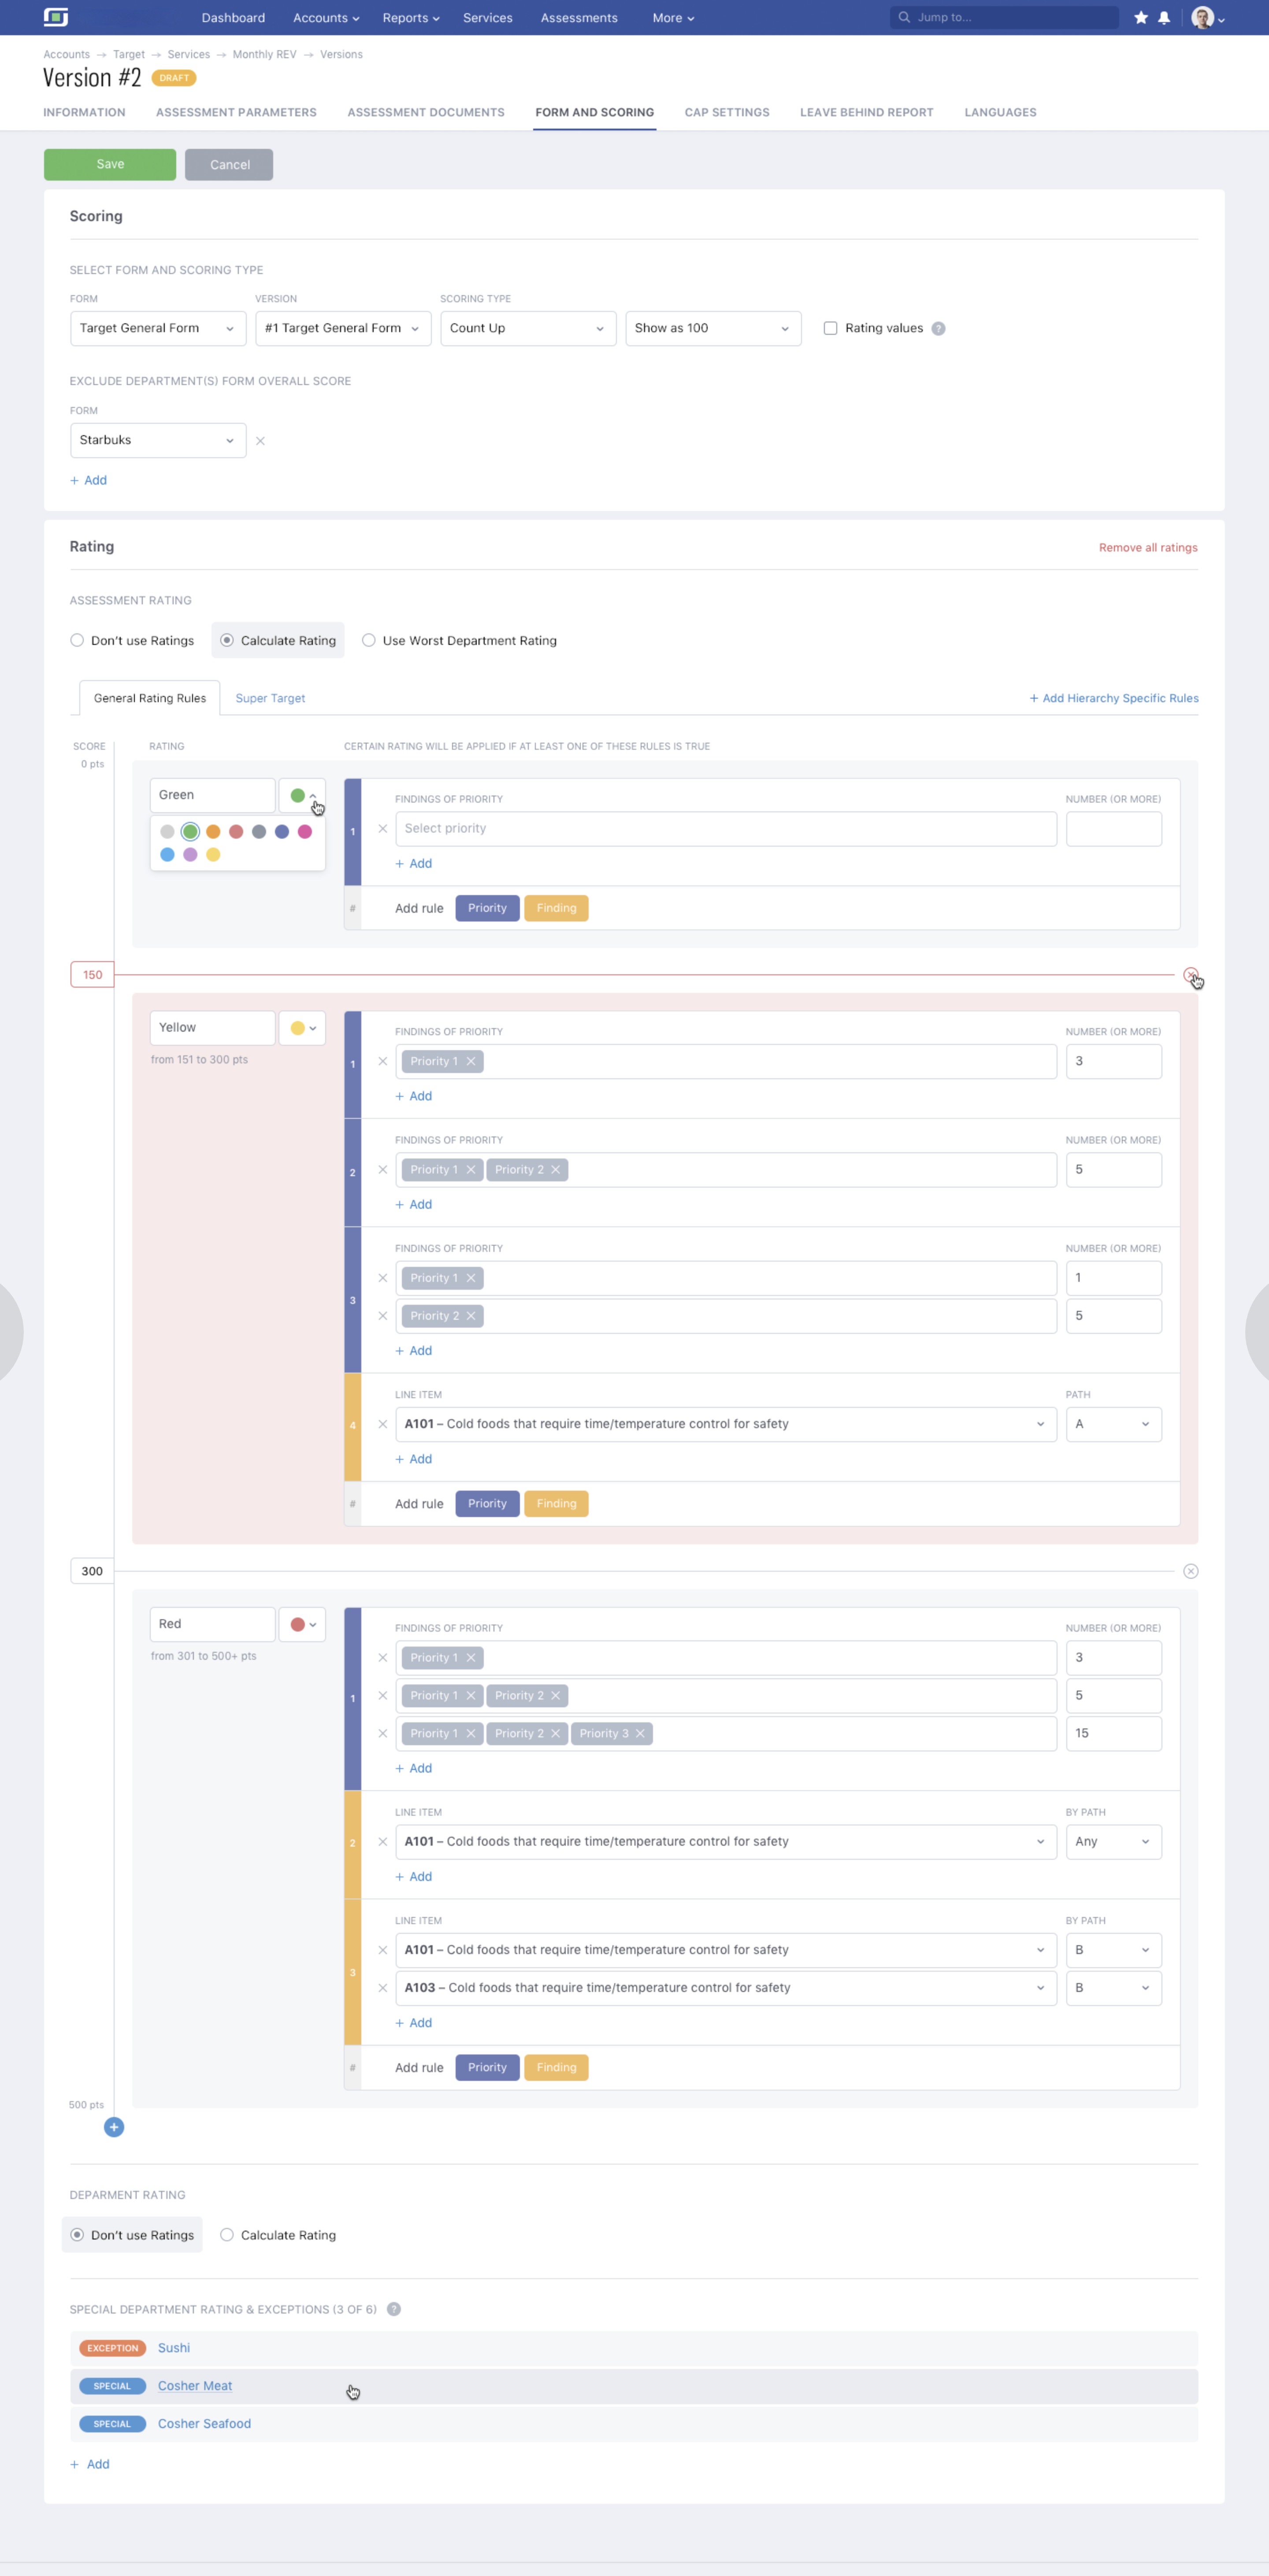 Dashboard Accounts Reports Services Assessments More Jump to...
Accounts → Target → Services → Monthly REV → Versions
Version #2 DRAFT
INFORMATION ASSESSMENT PARAMETERS ASSESSMENT DOCUMENTS FORM AND SCORING CAP SETTINGS LEAVE BEHIND REPORT LANGUAGES
Save Cancel
Scoring
SELECT FORM AND SCORING TYPE
FORM VERSION SCORING TYPE
Target General Form #1 Target General Form Count Up Show as 100 Rating values ?
EXCLUDE DEPARTMENT(S) FORM OVERALL SCORE
FORM
Starbuks
+ Add
Rating Remove all ratings
ASSESSMENT RATING
Don't use Ratings Calculate Rating Use Worst Department Rating
General Rating Rules Super Target + Add Hierarchy Specific Rules
SCORE RATING CERTAIN RATING WILL BE APPLIED IF AT LEAST ONE OF THESE RULES IS TRUE
0 pts
Green
FINDINGS OF PRIORITY NUMBER (OR MORE)
1 Select priority
+ Add
# Add rule Priority Finding
150
Yellow
from 151 to 300 pts
FINDINGS OF PRIORITY NUMBER (OR MORE)
1 Priority 1 3
+ Add
FINDINGS OF PRIORITY NUMBER (OR MORE)
2 Priority 1 Priority 2 5
+ Add
FINDINGS OF PRIORITY NUMBER (OR MORE)
Priority 1 1
3
Priority 2 5
+ Add
LINE ITEM PATH
4 A101 – Cold foods that require time/temperature control for safety A
+ Add
# Add rule Priority Finding
300
Red
from 301 to 500+ pts
FINDINGS OF PRIORITY NUMBER (OR MORE)
Priority 1 3
1 Priority 1 Priority 2 5
Priority 1 Priority 2 Priority 3 15
+ Add
LINE ITEM BY PATH
2 A101 – Cold foods that require time/temperature control for safety Any
+ Add
LINE ITEM BY PATH
A101 – Cold foods that require time/temperature control for safety B
3
A103 – Cold foods that require time/temperature control for safety B
+ Add
# Add rule Priority Finding
500 pts
DEPARMENT RATING
Don't use Ratings Calculate Rating
SPECIAL DEPARTMENT RATING & EXCEPTIONS (3 OF 6) ?
EXCEPTION Sushi
SPECIAL Cosher Meat
SPECIAL Cosher Seafood
+ Add